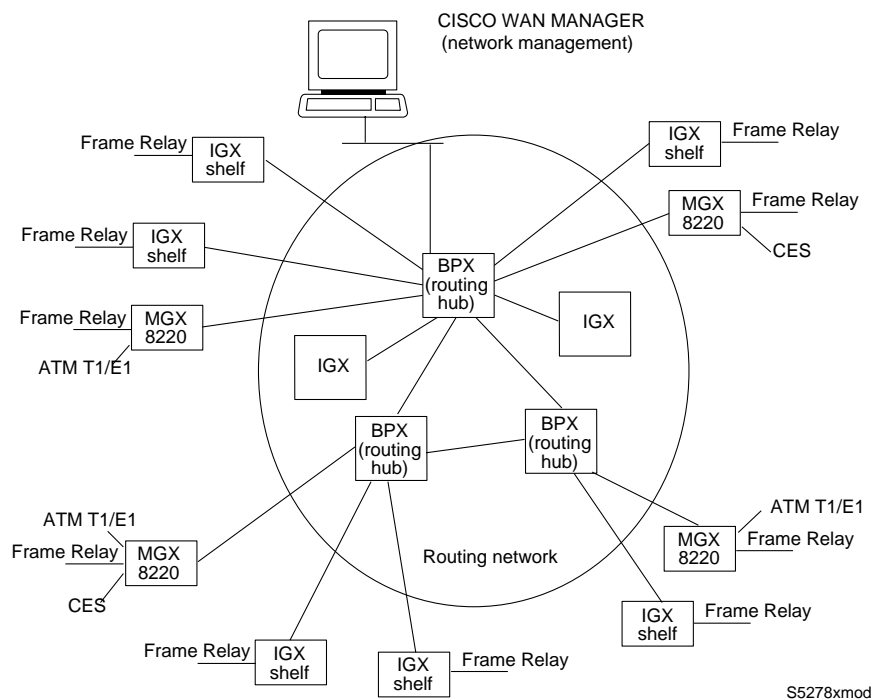 CISCO WAN MANAGER
(network management)
Frame Relay
IGX
shelf
IGX
shelf
Frame Relay
MGX
8220
Frame Relay
CES
Frame Relay
IGX
shelf
BPX
(routing
hub)
Frame Relay
MGX
8220
ATM T1/E1
IGX
IGX
BPX
(routing
hub)
BPX
(routing
hub)
ATM T1/E1
Frame Relay
MGX
8220
CES
ATM T1/E1
MGX
8220
Frame Relay
Routing network
IGX
shelf
Frame Relay
Frame Relay
IGX
shelf
IGX
shelf
Frame Relay
S5278xmod